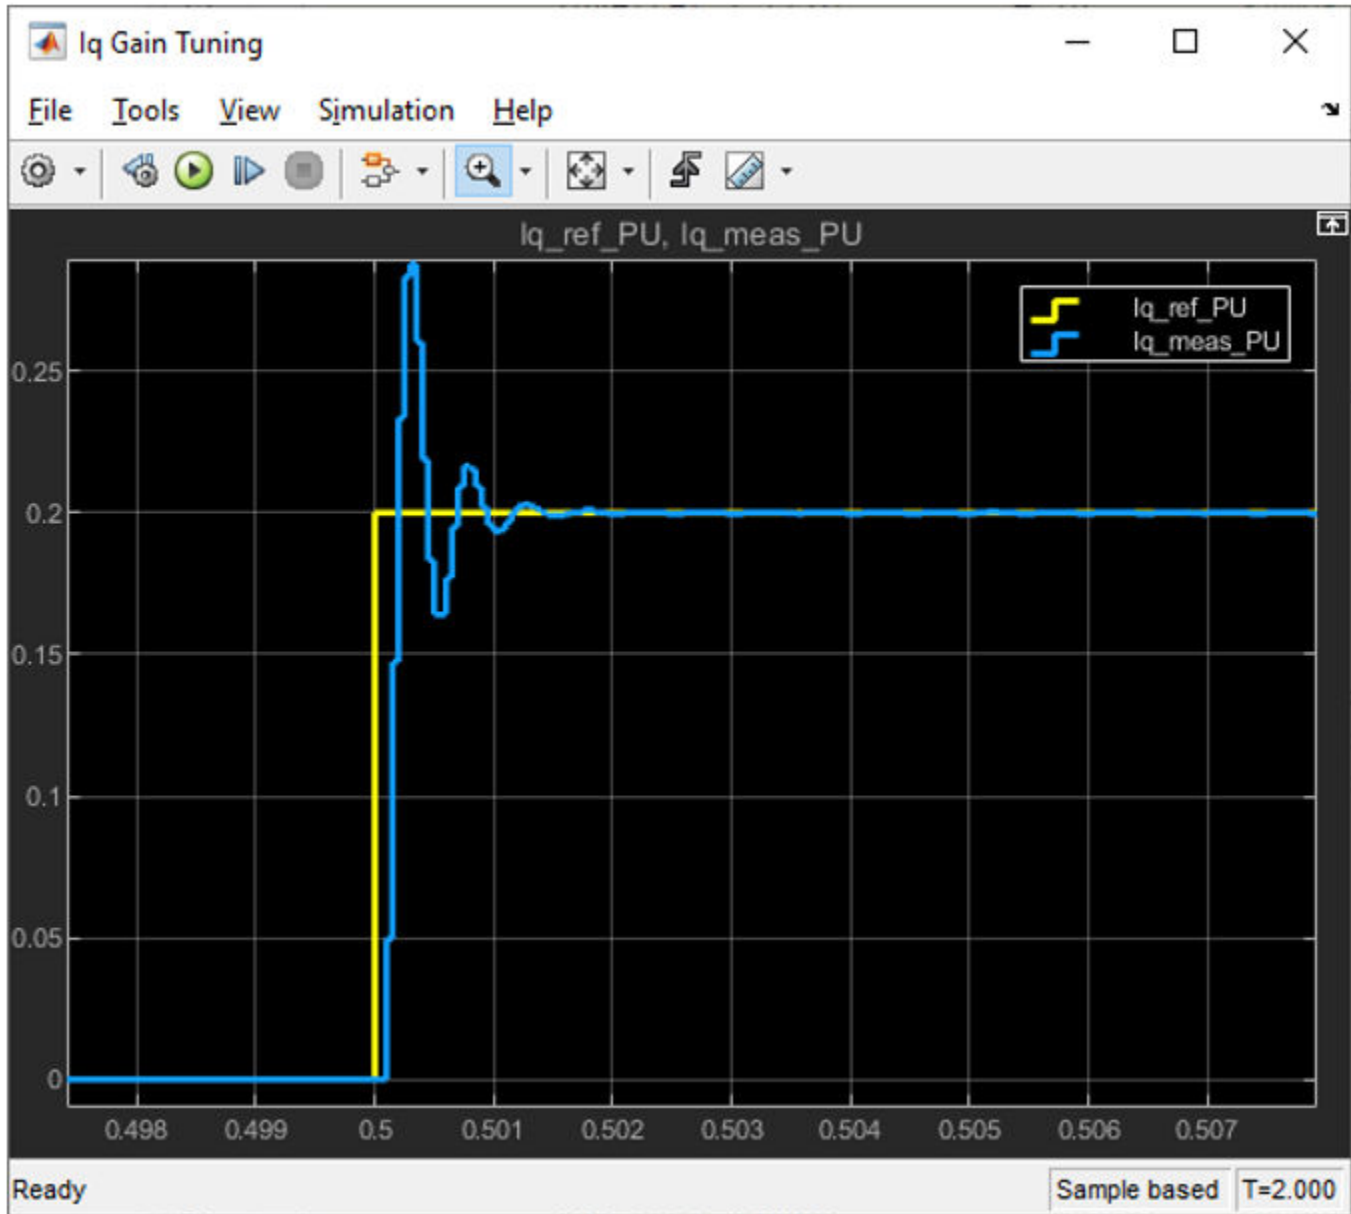 Iq Gain Tuning
File Tools View Simulation Help
Iq_ref_PU, Iq_meas_PU
Iq_ref_PU
Iq_meas_PU
0.25
0.2
0.15
0.1
0.05
0
0.498 0.499 0.5 0.501 0.502 0.503 0.504 0.505 0.506 0.507
Ready Sample based T=2.000